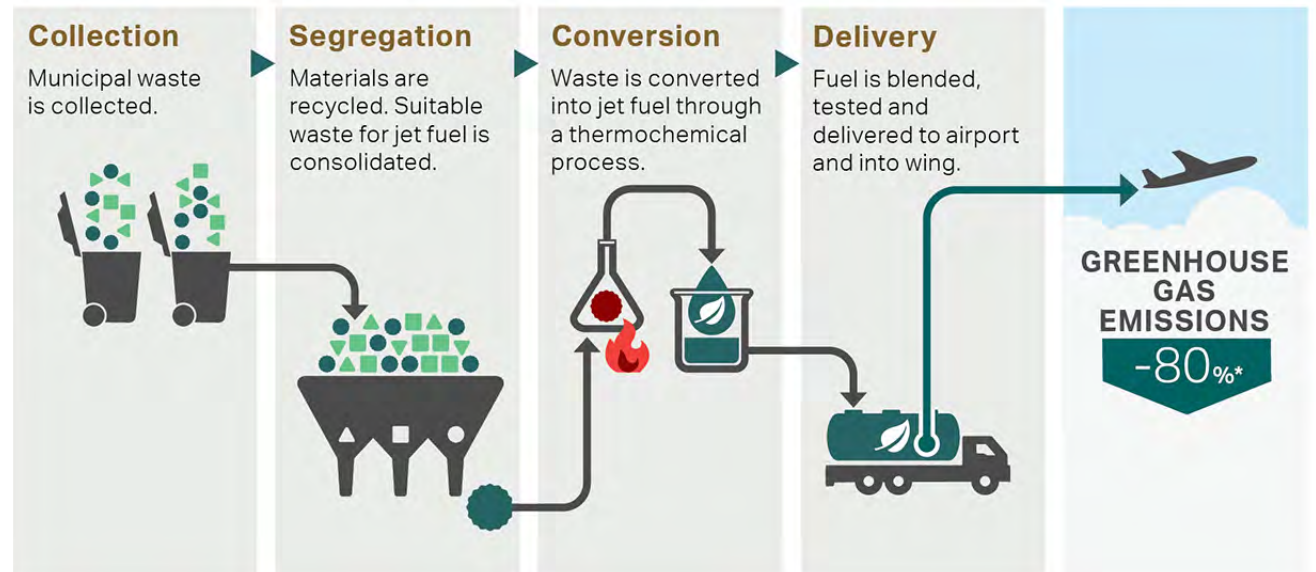 Collection
Municipal waste
is collected.
Segregation
Materials are
recycled. Suitable
waste for jet fuel is
consolidated.
Conversion
Waste is converted
into jet fuel through
a thermochemical
process.
Delivery
Fuel is blended,
tested and
delivered to airport
and into wing.
GREENHOUSE
GAS
EMISSIONS
-80%*